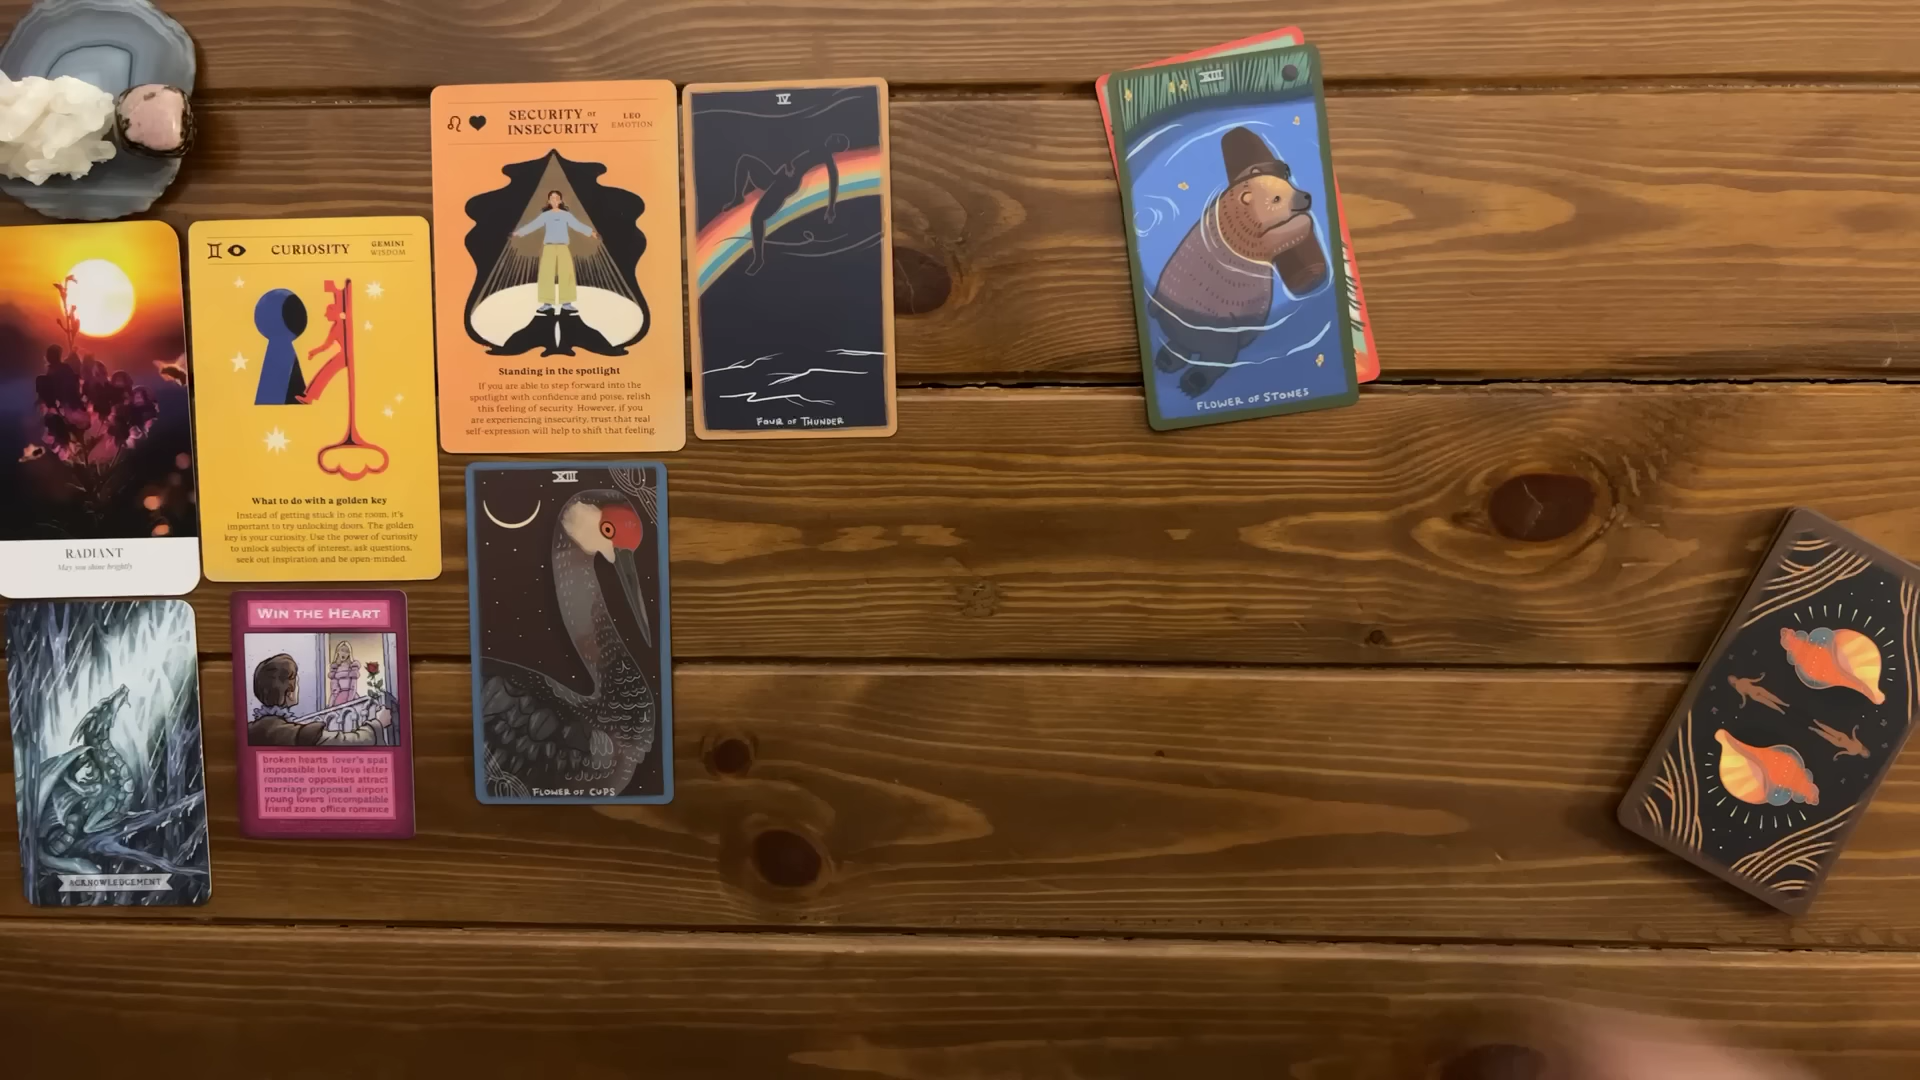 RADIANT
May you shine brightly
ACKNOWLEDGEMENT
CURIOSITY
GEMINI
WISDOM
What to do with a golden key
Instead of getting stuck in one room, it's
important to try unlocking doors. The golden
key is your curiosity. Use the power of curiosity
to unlock subjects of interest, ask questions,
seek out inspiration and be open-minded.
WIN THE HEART
broken hearts lover's spat
impossible love love letter
romance opposites attract
marriage proposal airport
young lovers incompatible
friend zone office romance
SECURITY or
INSECURITY
LEO
EMOTION
Standing in the spotlight
If you are able to step forward into the
spotlight with confidence and poise, relish
this feeling of security. However, if you
are experiencing insecurity, trust that real
self-expression will help to shift that feeling.
IV
FOUR OF THUNDER
XIII
FLOWER OF CUPS
XIII
FLOWER OF STONES